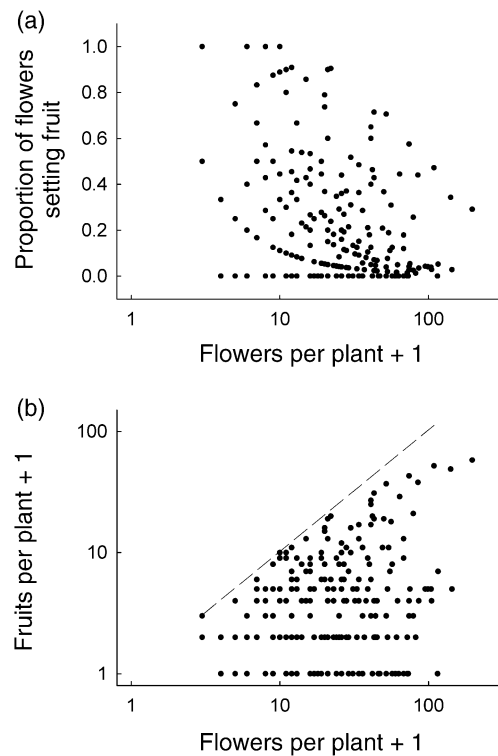 (a)
Proportion of flowers
setting fruit
1.0
0.8
0.6
0.4
0.2
0.0
1 10 100
Flowers per plant + 1
(b)
Fruits per plant + 1
100
10
1
1 10 100
Flowers per plant + 1